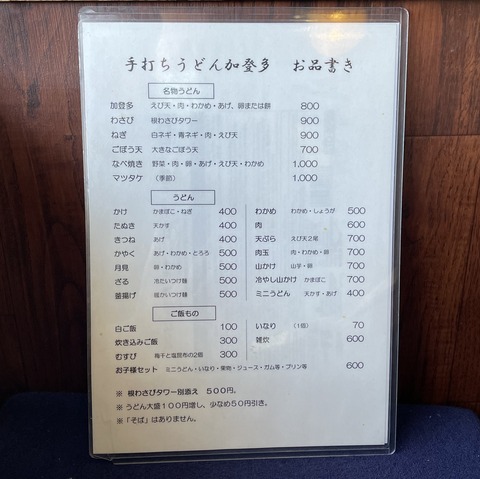 手打ちうどん加登多 お品書き
名物うどん
加登多 えび天・肉・わかめ・あげ、卵または餅 800
わさび 根わさびタワー 900
ねぎ 白ネギ・青ネギ・肉・えび天 900
ごぼう天 大きなごぼう天 700
なべ焼き 野菜・肉・卵・あげ・えび天・わかめ 1,000
マツタケ (季節) 1,000
うどん
かけ かまぼこ・ねぎ 400
たぬき 天かす 400
きつね あげ 400
かやく あげ・わかめ・とろろ 500
月見 卵・わかめ 500
ざる 冷たいつけ麺 500
釜揚げ 暖かいつけ麺 500
わかめ わかめ・しょうが 500
肉 600
天ぷら えび天2尾 700
肉玉 肉・わかめ・卵 700
山かけ 山芋・卵 700
冷やし山かけ かまぼこ 700
ミニうどん 天かす・あげ 400
ご飯もの
白ご飯 100
炊き込みご飯 300
むすび 梅干と塩昆布の2個 300
いなり (1個) 70
雑炊 600
お子様セット ミニうどん・いなり・果物・ジュース・ガム等・プリン等 600
※ 根わさびタワー別添え 500円。
※ うどん大盛100円増し、少なめ50円引き。
※ 「そば」はありません。